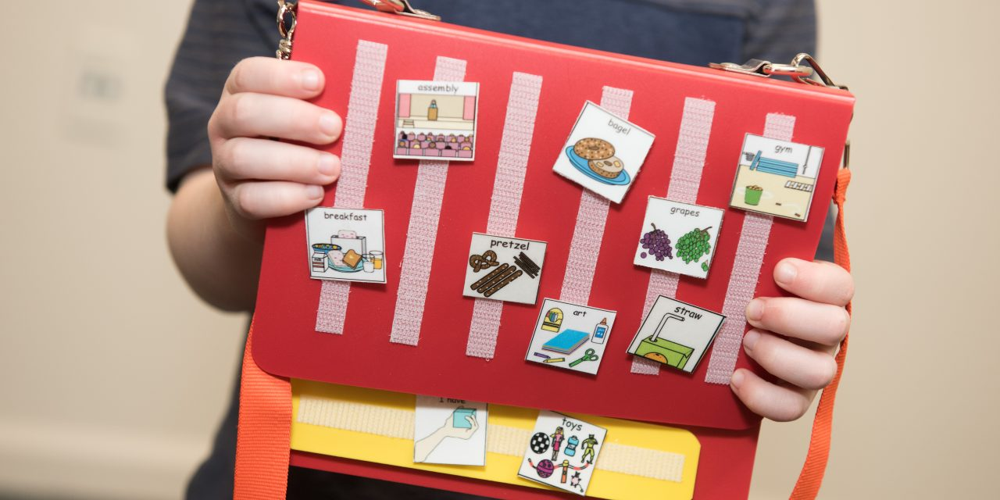 assembly
bagel
gym
breakfast
grapes
pretzel
art
straw
I have
toys